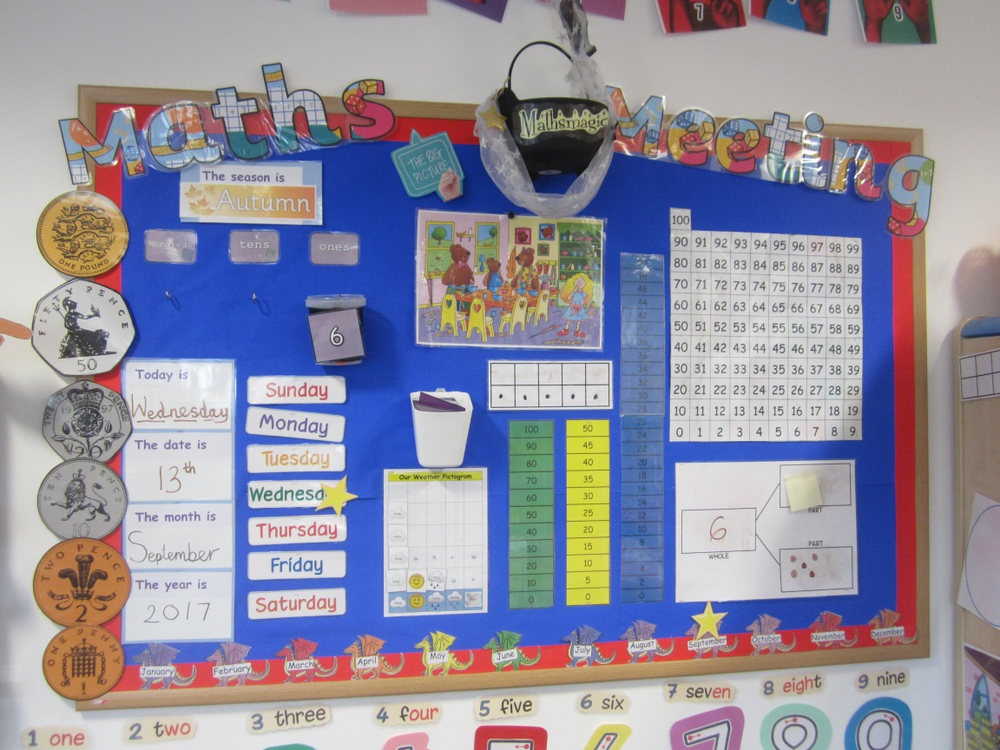 7
9
Maths Meeting
Mathsmagic
THE BIG
PICTURE
The season is
Autumn
hundreds
tens
ones
6
ONE POUND
FIFTY PENCE
50
20
TEN PENCE
10
TWO PENCE
2
ONE PENNY
1
Today is
Wednesday
The date is
13th
The month is
September
The year is
2017
Sunday
Monday
Tuesday
Wednesd
Thursday
Friday
Saturday
Our Weather Pictogram
100
90
80
70
60
50
40
30
20
10
0
50
45
40
35
30
25
20
15
10
5
0
46
44
42
38
36
34
32
30
28
26
24
22
20
18
16
14
12
10
8
6
4
2
0
100
90 91 92 93 94 95 96 97 98 99
80 81 82 83 84 85 86 87 88 89
70 71 72 73 74 75 76 77 78 79
60 61 62 63 64 65 66 67 68 69
50 51 52 53 54 55 56 57 58 59
40 41 42 43 44 45 46 47 48 49
30 31 32 33 34 35 36 37 38 39
20 21 22 23 24 25 26 27 28 29
10 11 12 13 14 15 16 17 18 19
0 1 2 3 4 5 6 7 8 9
6
WHOLE
PART
PART
January
February
March
April
May
June
July
August
September
October
November
December
1 one
2 two
3 three
4 four
5 five
6 six
7 seven
8 eight
9 nine